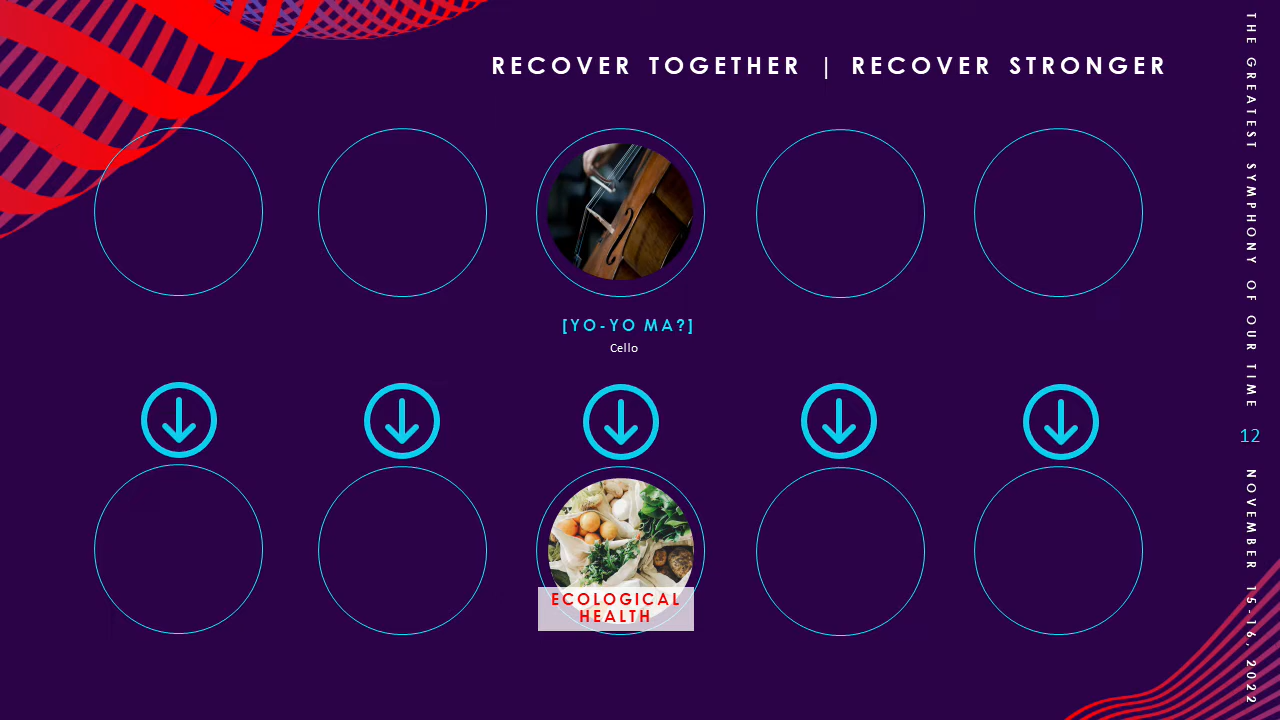 RECOVER TOGETHER | RECOVER STRONGER
[YO-YO MA?]
Cello
ECOLOGICAL
HEALTH
THE GREATEST SYMPHONY OF OUR TIME
12
NOVEMBER 15-16, 2022